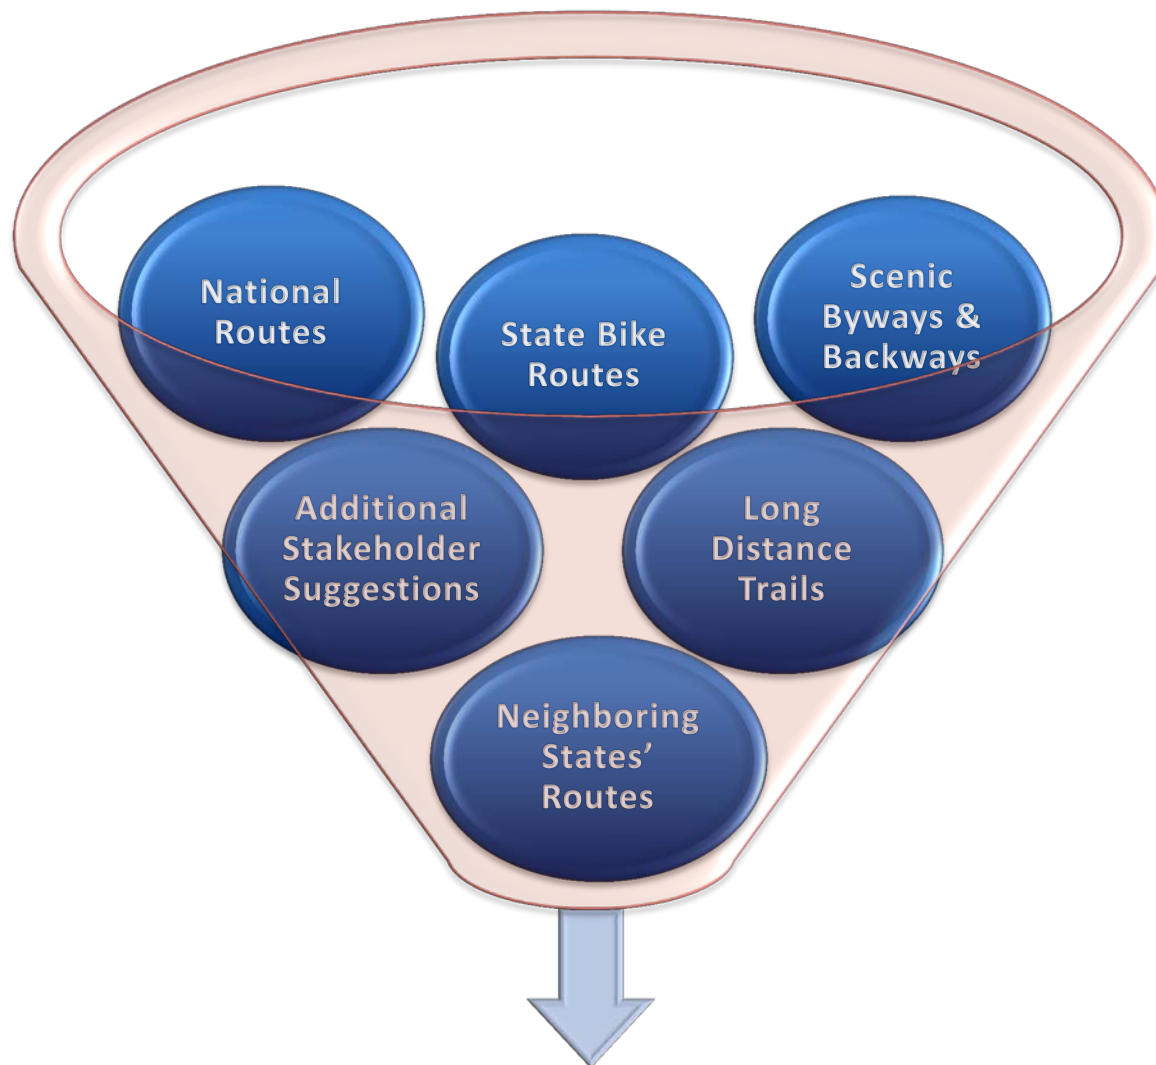 National
Routes
State Bike
Routes
Scenic
Byways &
Backways
Additional
Stakeholder
Suggestions
Long
Distance
Trails
Neighboring
States’
Routes